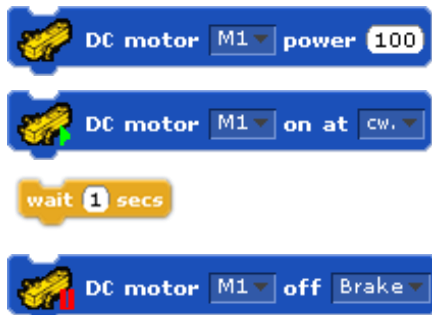 DC motor M1 power 100
DC motor M1 on at cw.
wait 1 secs
DC motor M1 off Brake